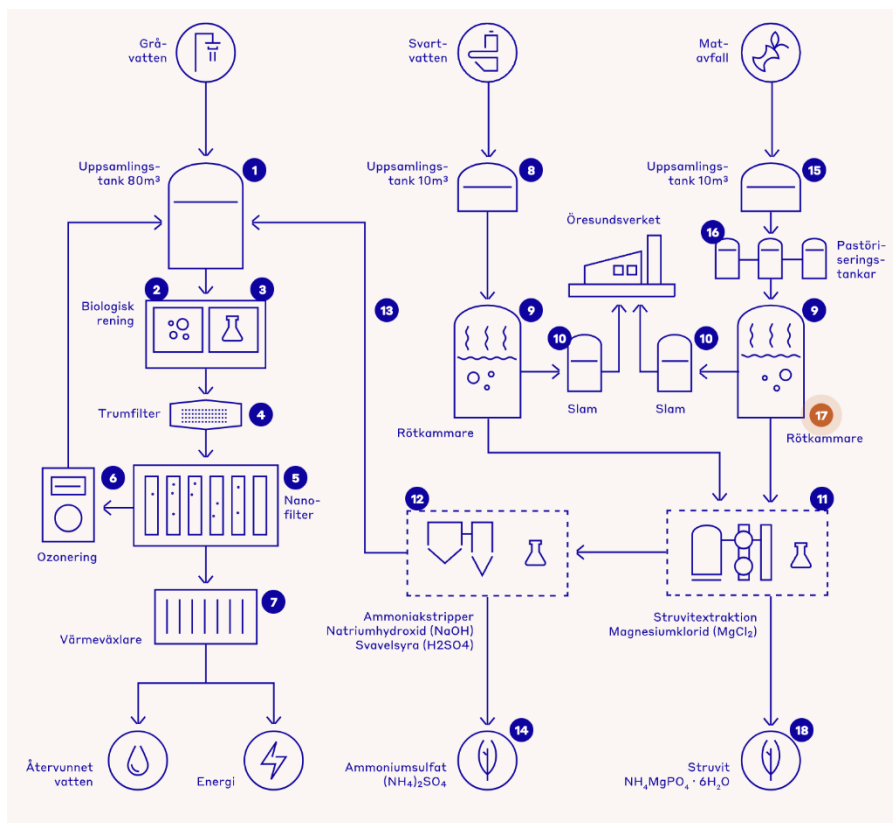 Grå-
vatten
Svart-
vatten
Mat-
avfall
Uppsamlings-
tank 80m³
1
Uppsamlings-
tank 10m³
8
Uppsamlings-
tank 10m³
15
Öresundsverket
16
Pastöri-
serings-
tankar
2
3
Biologisk
rening
13
9
9
10
10
Slam
Slam
Trumfilter
4
17
Rötkammare
Rötkammare
6
5
Nano-
filter
Ozonering
12
11
7
Värmeväxlare
Ammoniakstripper
Natriumhydroxid (NaOH)
Svavelsyra (H2SO4)
Struvitextraktion
Magnesiumklorid (MgCl₂)
Återvunnet
vatten
Energi
14
Ammoniumsulfat
(NH₄)₂SO₄
18
Struvit
NH₄MgPO₄ · 6H₂O